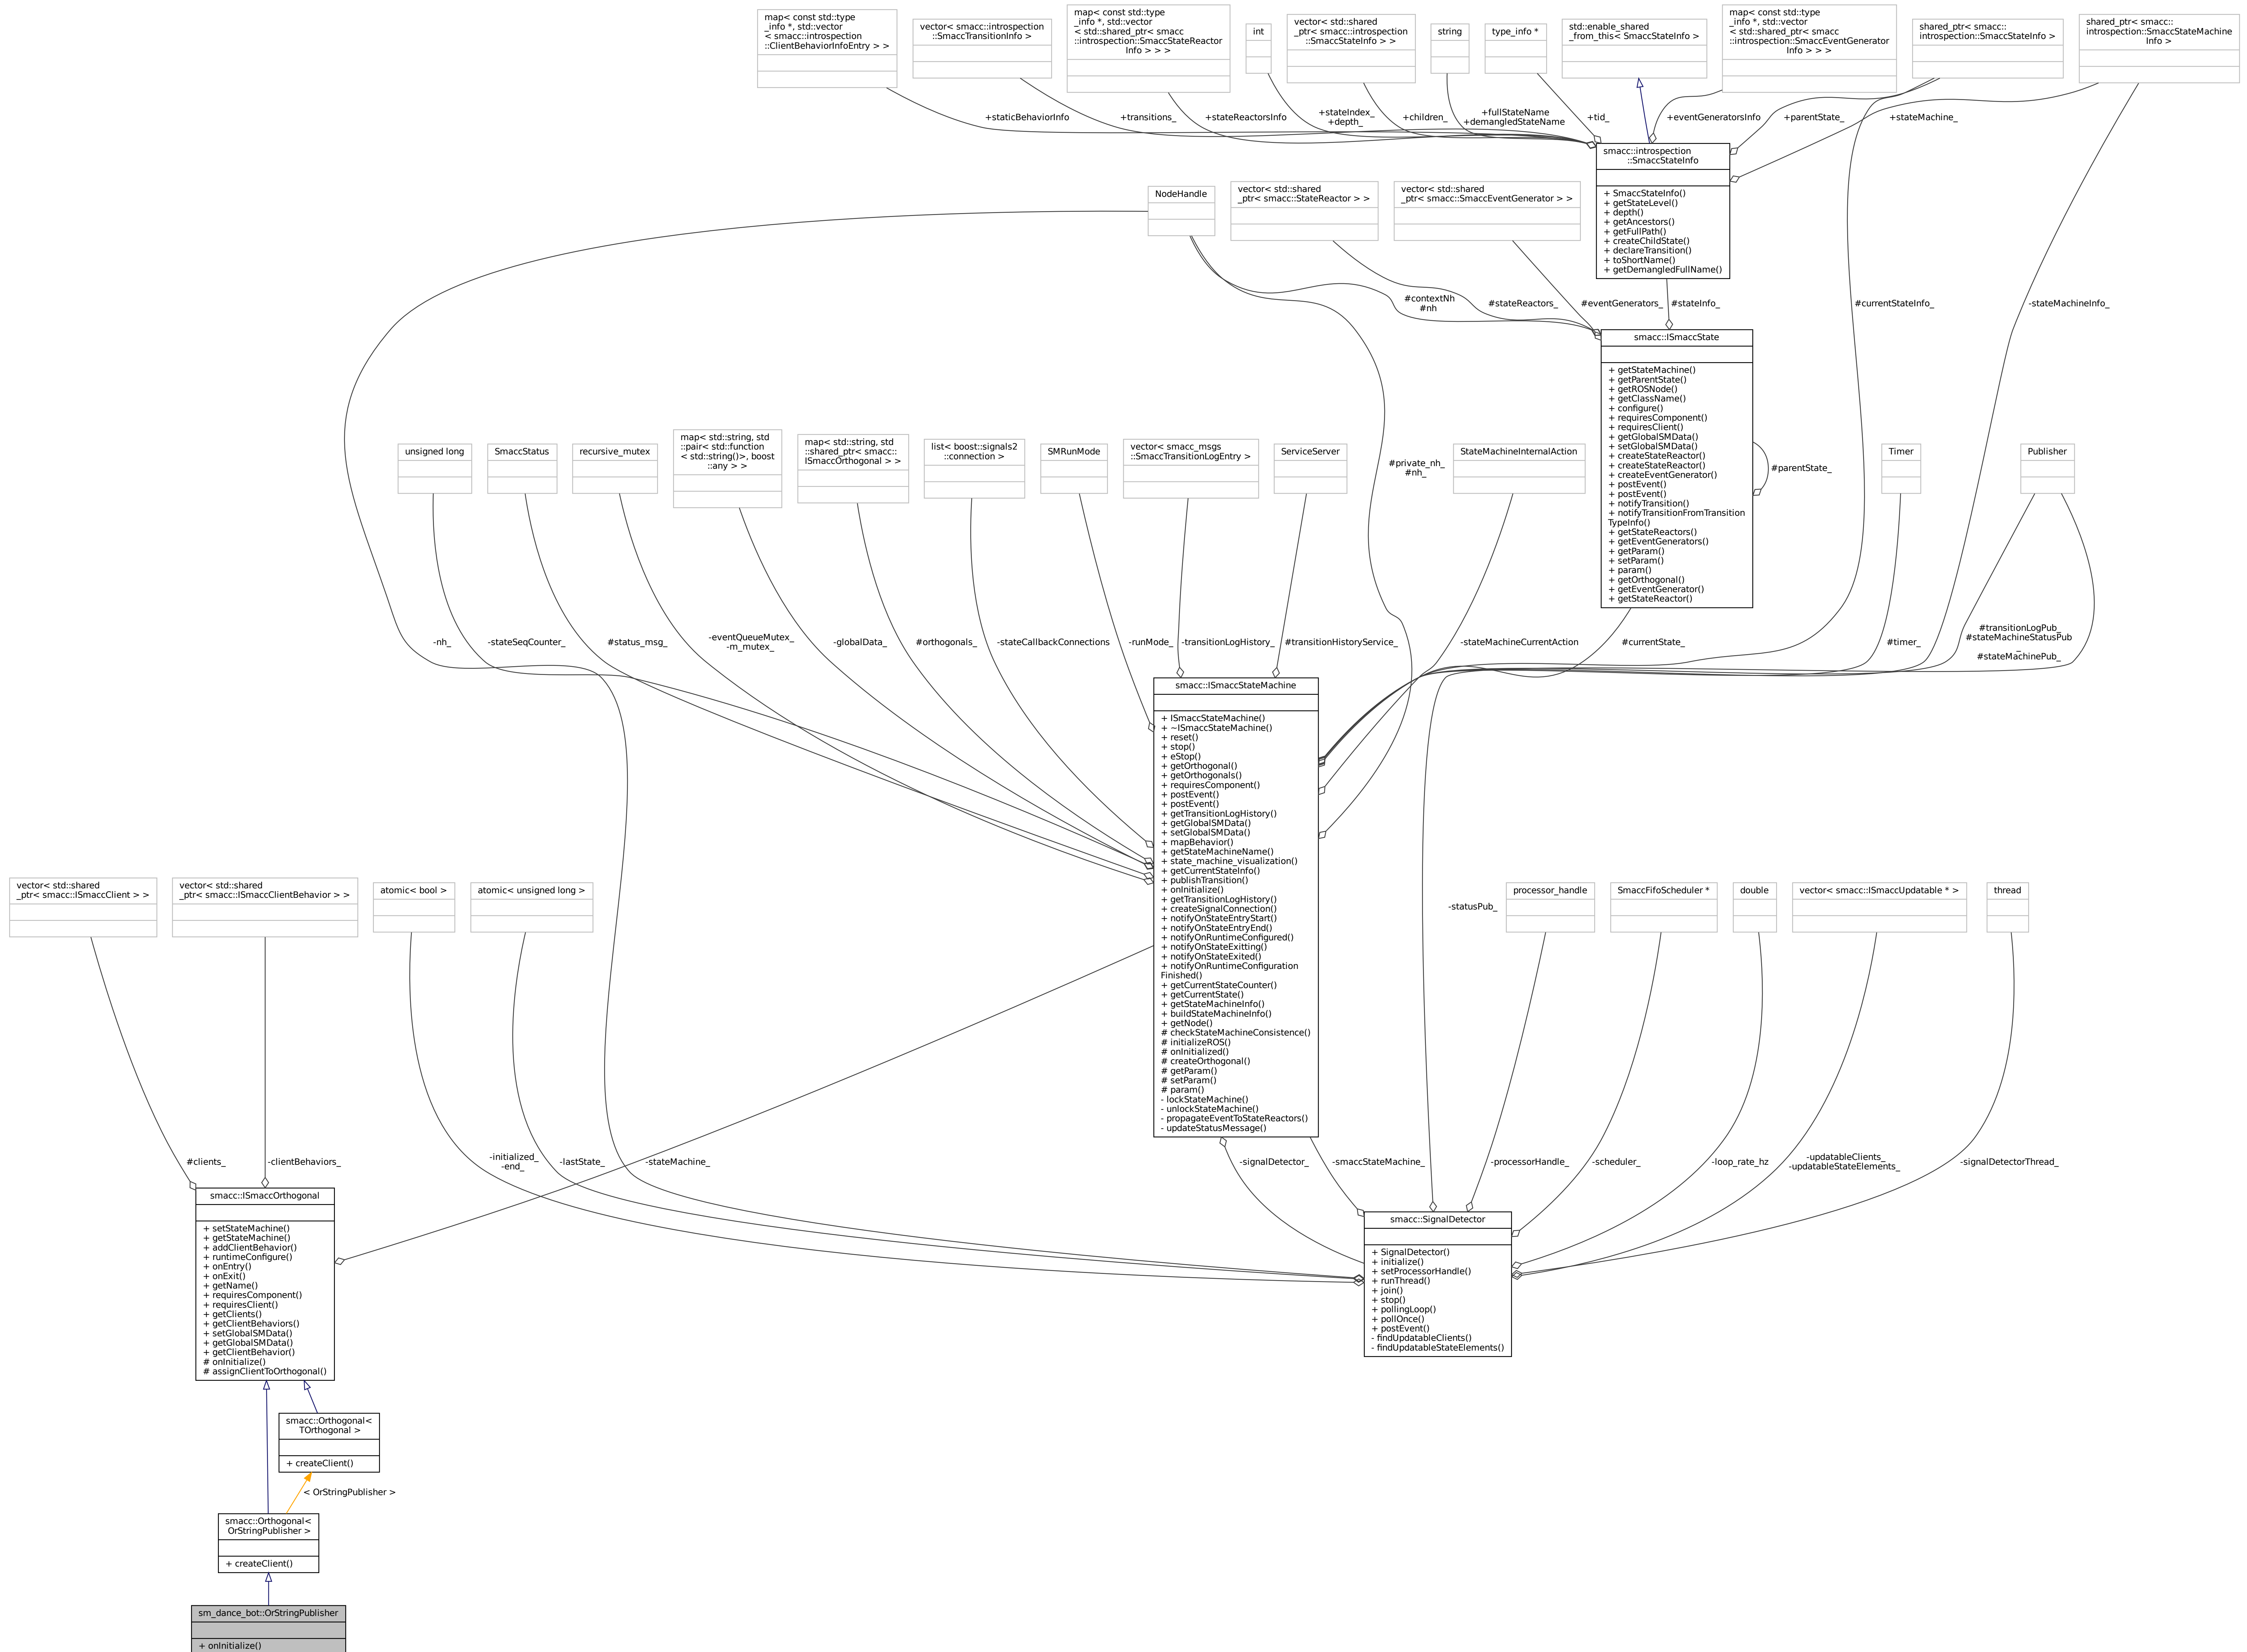 map< const std::type
_info *, std::vector
< smacc::introspection
::ClientBehaviorInfoEntry > >
vector< smacc::introspection
::SmaccTransitionInfo >
map< const std::type
_info *, std::vector
< std::shared_ptr< smacc
::introspection::SmaccStateReactor
Info > > >
int
vector< std::shared
_ptr< smacc::introspection
::SmaccStateInfo > >
string
type_info *
std::enable_shared
_from_this< SmaccStateInfo >
map< const std::type
_info *, std::vector
< std::shared_ptr< smacc
::introspection::SmaccEventGenerator
Info > > >
shared_ptr< smacc::
introspection::SmaccStateInfo >
shared_ptr< smacc::
introspection::SmaccStateMachine
Info >
+staticBehaviorInfo
+transitions_
+stateReactorsInfo
+stateIndex_
+depth_
+children_
+fullStateName
+demangledStateName
+tid_
+eventGeneratorsInfo
+parentState_
+stateMachine_
smacc::introspection
::SmaccStateInfo
+ SmaccStateInfo()
+ getStateLevel()
+ depth()
+ getAncestors()
+ getFullPath()
+ createChildState()
+ declareTransition()
+ toShortName()
+ getDemangledFullName()
NodeHandle
vector< std::shared
_ptr< smacc::StateReactor > >
vector< std::shared
_ptr< smacc::SmaccEventGenerator > >
#contextNh
#nh
#stateReactors_
#eventGenerators_
#stateInfo_
#currentStateInfo_
-stateMachineInfo_
smacc::ISmaccState
+ getStateMachine()
+ getParentState()
+ getROSNode()
+ getClassName()
+ configure()
+ requiresComponent()
+ requiresClient()
+ getGlobalSMData()
+ setGlobalSMData()
+ createStateReactor()
+ createStateReactor()
+ createEventGenerator()
+ postEvent()
+ postEvent()
+ notifyTransition()
+ notifyTransitionFromTransition
TypeInfo()
+ getStateReactors()
+ getEventGenerators()
+ getParam()
+ setParam()
+ param()
+ getOrthogonal()
+ getEventGenerator()
+ getStateReactor()
#parentState_
unsigned long
SmaccStatus
recursive_mutex
map< std::string, std
::pair< std::function
< std::string()>, boost
::any > >
map< std::string, std
::shared_ptr< smacc::
ISmaccOrthogonal > >
list< boost::signals2
::connection >
SMRunMode
vector< smacc_msgs
::SmaccTransitionLogEntry >
ServiceServer
#private_nh_
#nh_
StateMachineInternalAction
Timer
Publisher
-nh_
-stateSeqCounter_
#status_msg_
-eventQueueMutex_
-m_mutex_
-globalData_
#orthogonals_
-stateCallbackConnections
-runMode_
-transitionLogHistory_
#transitionHistoryService_
-stateMachineCurrentAction
#currentState_
#timer_
#transitionLogPub_
#stateMachineStatusPub
_
#stateMachinePub_
smacc::ISmaccStateMachine
+ ISmaccStateMachine()
+ ~ISmaccStateMachine()
+ reset()
+ stop()
+ eStop()
+ getOrthogonal()
+ getOrthogonals()
+ requiresComponent()
+ postEvent()
+ postEvent()
+ getTransitionLogHistory()
+ getGlobalSMData()
+ setGlobalSMData()
+ mapBehavior()
+ getStateMachineName()
+ state_machine_visualization()
+ getCurrentStateInfo()
+ publishTransition()
+ onInitialize()
+ getTransitionLogHistory()
+ createSignalConnection()
+ notifyOnStateEntryStart()
+ notifyOnStateEntryEnd()
+ notifyOnRuntimeConfigured()
+ notifyOnStateExitting()
+ notifyOnStateExited()
+ notifyOnRuntimeConfiguration
Finished()
+ getCurrentStateCounter()
+ getCurrentState()
+ getStateMachineInfo()
+ buildStateMachineInfo()
+ getNode()
# checkStateMachineConsistence()
# initializeROS()
# onInitialized()
# createOrthogonal()
# getParam()
# setParam()
# param()
- lockStateMachine()
- unlockStateMachine()
- propagateEventToStateReactors()
- updateStatusMessage()
vector< std::shared
_ptr< smacc::ISmaccClient > >
vector< std::shared
_ptr< smacc::ISmaccClientBehavior > >
atomic< bool >
atomic< unsigned long >
-statusPub_
processor_handle
SmaccFifoScheduler *
double
vector< smacc::ISmaccUpdatable * >
thread
#clients_
-clientBehaviors_
-initialized_
-end_
-lastState_
-stateMachine_
-signalDetector_
-smaccStateMachine_
-processorHandle_
-scheduler_
-loop_rate_hz
-updatableClients_
-updatableStateElements_
-signalDetectorThread_
smacc::ISmaccOrthogonal
+ setStateMachine()
+ getStateMachine()
+ addClientBehavior()
+ runtimeConfigure()
+ onEntry()
+ onExit()
+ getName()
+ requiresComponent()
+ requiresClient()
+ getClients()
+ getClientBehaviors()
+ setGlobalSMData()
+ getGlobalSMData()
+ getClientBehavior()
# onInitialize()
# assignClientToOrthogonal()
smacc::SignalDetector
+ SignalDetector()
+ initialize()
+ setProcessorHandle()
+ runThread()
+ join()
+ stop()
+ pollingLoop()
+ pollOnce()
+ postEvent()
- findUpdatableClients()
- findUpdatableStateElements()
smacc::Orthogonal<
TOrthogonal >
+ createClient()
< OrStringPublisher >
smacc::Orthogonal<
OrStringPublisher >
+ createClient()
sm_dance_bot::OrStringPublisher
+ onInitialize()